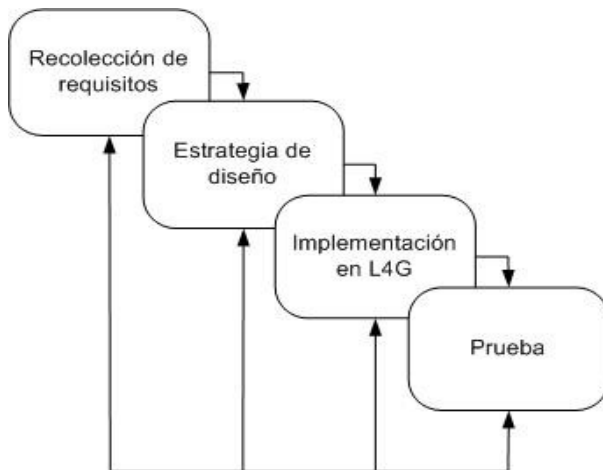 Recolección de
requisitos
Estrategia de
diseño
Implementación
en L4G
Prueba